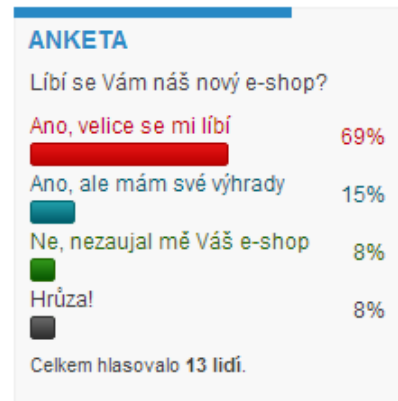 ANKETA
Líbí se Vám náš nový e-shop?
Ano, velice se mi líbí
69%
Ano, ale mám své výhrady
15%
Ne, nezaujal mě Váš e-shop
8%
Hrůza!
8%
Celkem hlasovalo 13 lidí.